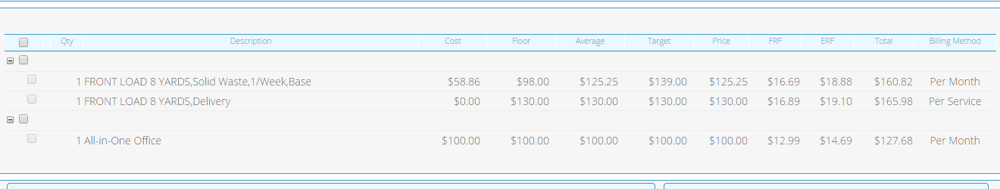 Qty Description Cost Floor Average Target Price FRF ERF Total Billing Method
1 FRONT LOAD 8 YARDS,Solid Waste,1/Week,Base $58.86 $98.00 $125.25 $139.00 $125.25 $16.69 $18.88 $160.82 Per Month
1 FRONT LOAD 8 YARDS,Delivery $0.00 $130.00 $130.00 $130.00 $130.00 $16.89 $19.10 $165.98 Per Service
1 All-in-One Office $100.00 $100.00 $100.00 $100.00 $100.00 $12.99 $14.69 $127.68 Per Month